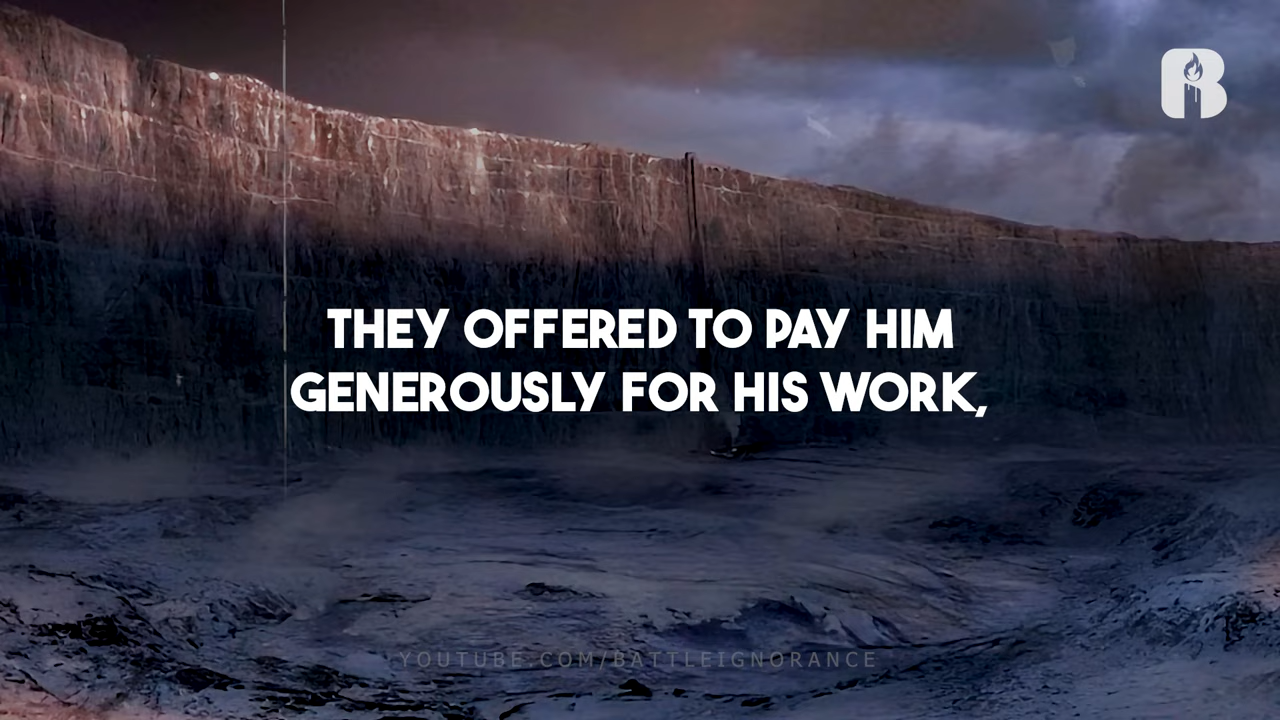 B
THEY OFFERED TO PAY HIM
GENEROUSLY FOR HIS WORK,
YOUTUBE.COM/BATTLEIGNORANCE